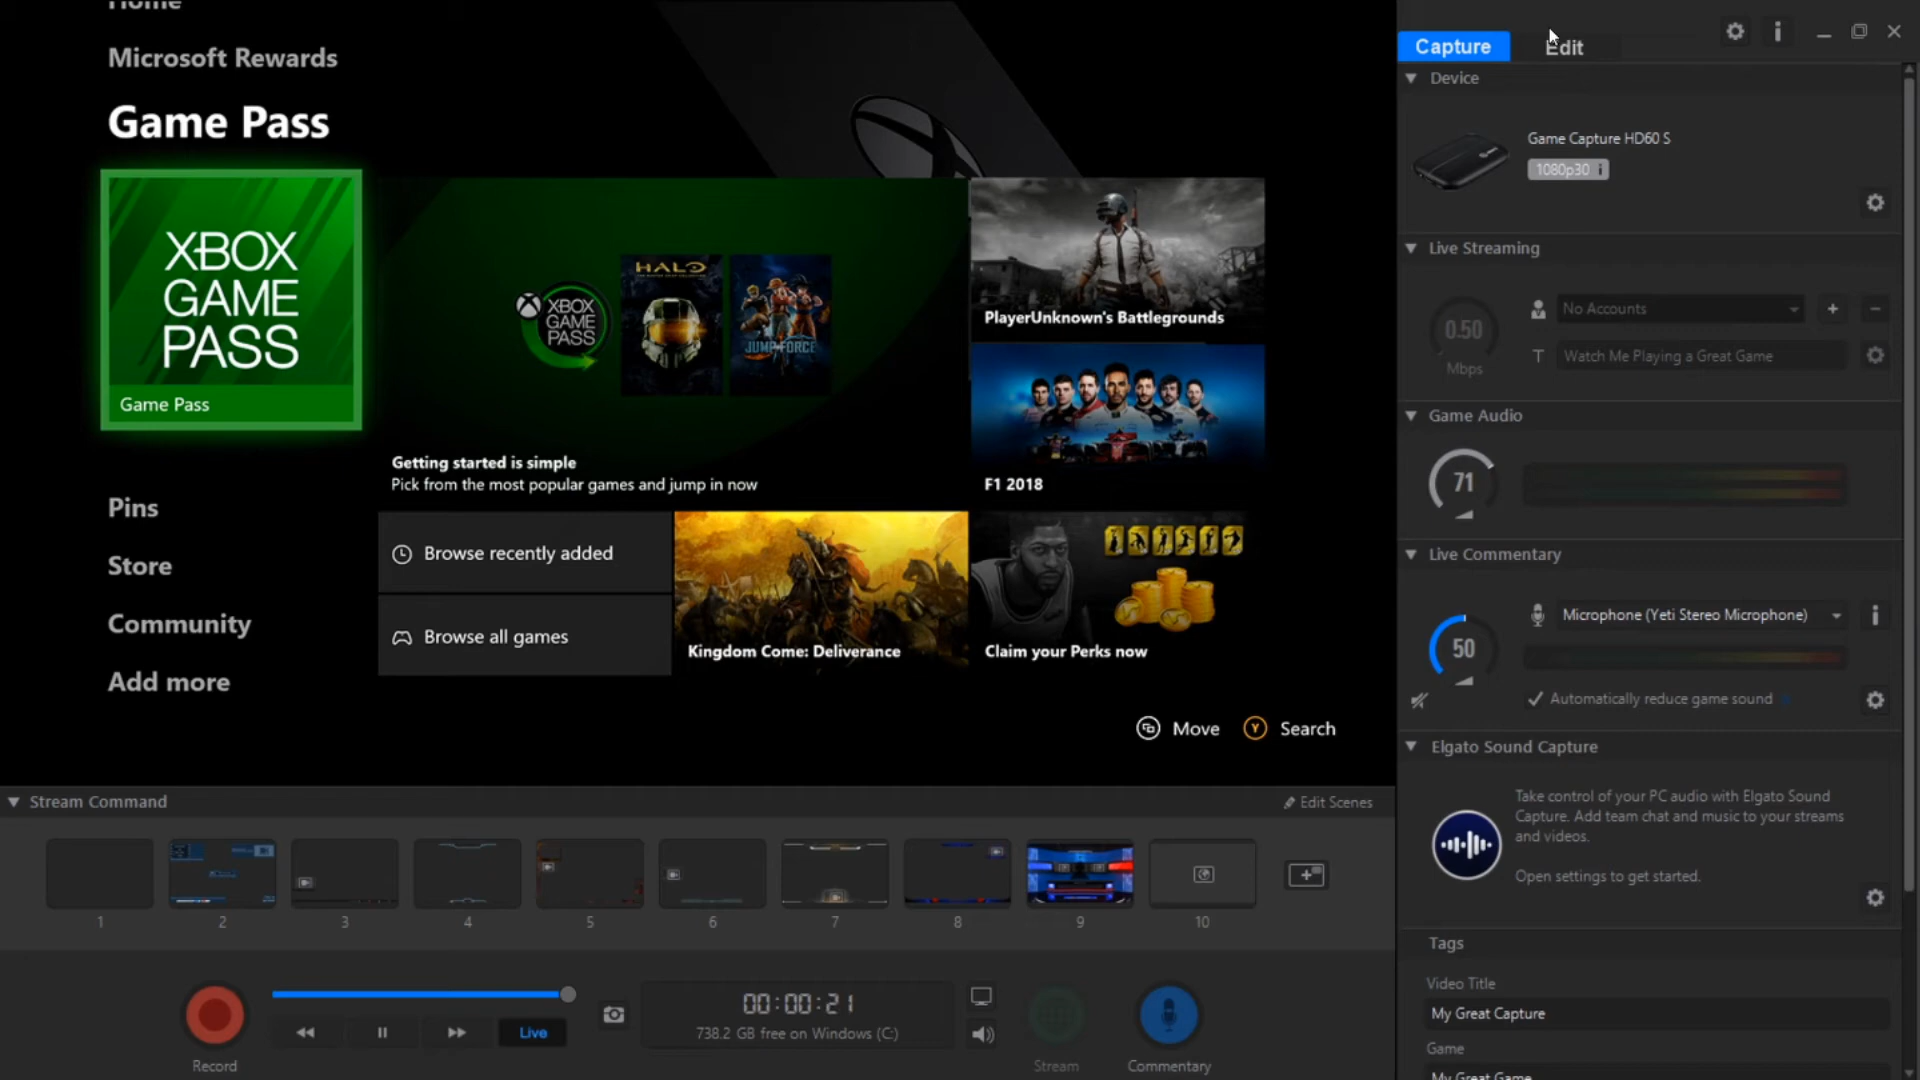 Home
Microsoft Rewards
Game Pass
XBOX
GAME
PASS
Game Pass
XBOX
GAME
PASS
HALO
JUMP FORCE
Getting started is simple
Pick from the most popular games and jump in now
PlayerUnknown's Battlegrounds
F1 2018
Browse recently added
Browse all games
Kingdom Come: Deliverance
Claim your Perks now
Pins
Store
Community
Add more
Move
Y
Search
Stream Command
Edit Scenes
1
2
3
4
5
6
7
8
9
10
Record
Live
00:00:21
738.2 GB free on Windows (C:)
Stream
Commentary
Capture
Edit
Device
Game Capture HD60 S
1080p30 i
Live Streaming
0.50
Mbps
No Accounts
T
Watch Me Playing a Great Game
Game Audio
71
Live Commentary
50
Microphone (Yeti Stereo Microphone)
Automatically reduce game sound
Elgato Sound Capture
Take control of your PC audio with Elgato Sound
Capture. Add team chat and music to your streams
and videos.
Open settings to get started.
Tags
Video Title
My Great Capture
Game
My Great Game